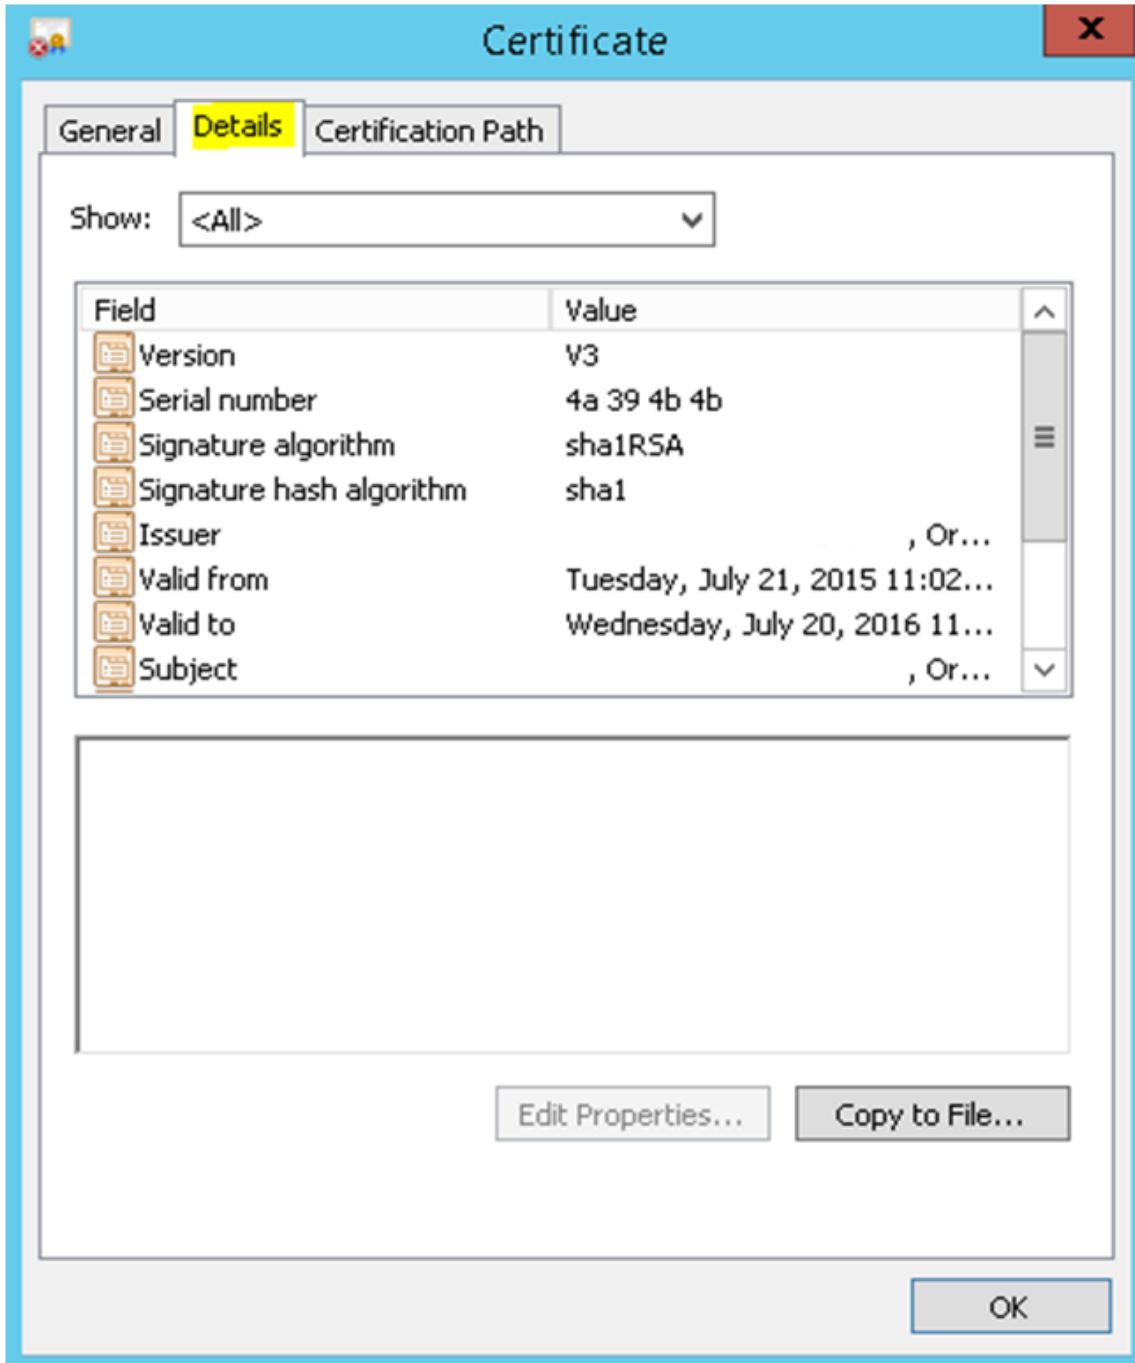 Certificate
General Details Certification Path
Show: <All>
Field Value
Version V3
Serial number 4a 39 4b 4b
Signature algorithm sha1RSA
Signature hash algorithm sha1
Issuer , Or...
Valid from Tuesday, July 21, 2015 11:02...
Valid to Wednesday, July 20, 2016 11...
Subject , Or...
Edit Properties... Copy to File...
OK